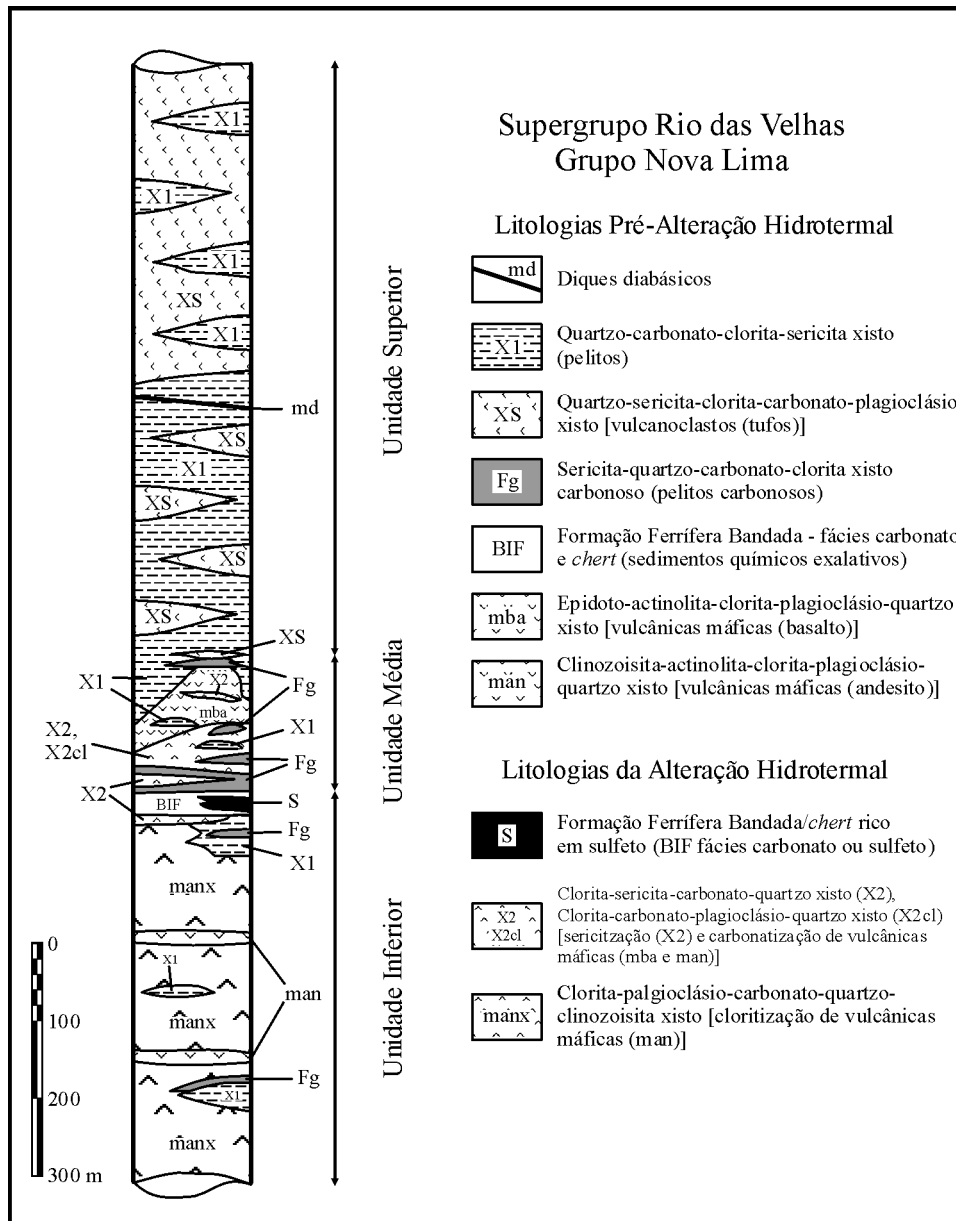 Supergrupo Rio das Velhas
Grupo Nova Lima
Litologias Pré-Alteração Hidrotermal
md
Diques diabásicos
X1
Quartzo-carbonato-clorita-sericita xisto
(pelitos)
XS
Quartzo-sericita-clorita-carbonato-plagioclásio
xisto [vulcanoclastos (tufos)]
Fg
Sericita-quartzo-carbonato-clorita xisto
carbonoso (pelitos carbonosos)
BIF
Formação Ferrífera Bandada - fácies carbonato
e chert (sedimentos químicos exalativos)
mba
Epidoto-actinolita-clorita-plagioclásio-quartzo
xisto [vulcânicas máficas (basalto)]
man
Clinozoisita-actinolita-clorita-plagioclásio-
quartzo xisto [vulcânicas máficas (andesito)]
Litologias da Alteração Hidrotermal
S
Formação Ferrífera Bandada/chert rico
em sulfeto (BIF fácies carbonato ou sulfeto)
X2
X2cl
Clorita-sericita-carbonato-quartzo xisto (X2),
Clorita-carbonato-plagioclásio-quartzo xisto (X2cl)
[sericitzação (X2) e carbonatização de vulcânicas
máficas (mba e man)]
manx
Clorita-palgioclásio-carbonato-quartzo-
clinozoisita xisto [cloritização de vulcânicas
máficas (man)]
Unidade Superior
Unidade Média
Unidade Inferior
X1
X1
X1
XS
X1
md
XS
X1
XS
XS
XS
XS
X1
X2
Fg
mba
X2,
X2cl
X1
Fg
X2
BIF
S
Fg
X1
manx
X1
man
manx
Fg
X1
manx
0
100
200
300 m